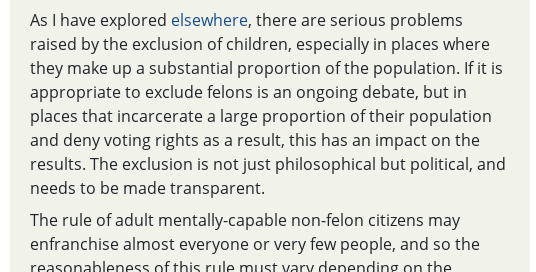 As I have explored elsewhere, there are serious problems
raised by the exclusion of children, especially in places where
they make up a substantial proportion of the population. If it is
appropriate to exclude felons is an ongoing debate, but in
places that incarcerate a large proportion of their population
and deny voting rights as a result, this has an impact on the
results. The exclusion is not just philosophical but political, and
needs to be made transparent.
The rule of adult mentally-capable non-felon citizens may
enfranchise almost everyone or very few people, and so the
reasonableness of this rule must vary depending on the